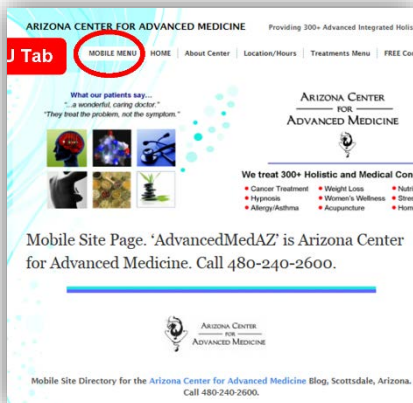 ARIZONA CENTER FOR ADVANCED MEDICINE Providing 300+ Advanced Integrated Holis
J Tab
MOBILE MENU HOME About Center Location/Hours Treatments Menu FREE Co
What our patients say...
"...a wonderful, caring doctor."
"They treat the problem, not the symptom."
ARIZONA CENTER
FOR
ADVANCED MEDICINE
We treat 300+ Holistic and Medical Con
• Cancer Treatment • Weight Loss • Nutri
• Hypnosis • Women's Wellness • Stre
• Allergy/Asthma • Acupuncture • Hom
Mobile Site Page. ‘AdvancedMedAZ’ is Arizona Center
for Advanced Medicine. Call 480-240-2600.
ARIZONA CENTER
FOR
ADVANCED MEDICINE
Mobile Site Directory for the Arizona Center for Advanced Medicine Blog, Scottsdale, Arizona.
Call 480-240-2600.